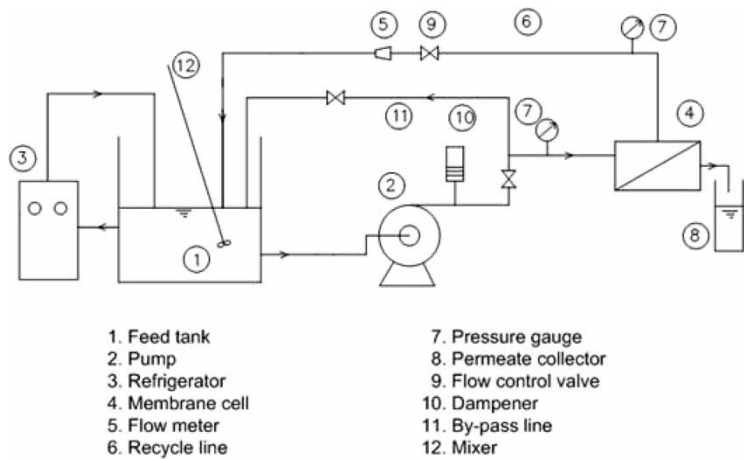 5
9
6
7
12
11
7
10
4
3
2
1
8
1. Feed tank
2. Pump
3. Refrigerator
4. Membrane cell
5. Flow meter
6. Recycle line
7. Pressure gauge
8. Permeate collector
9. Flow control valve
10. Dampener
11. By-pass line
12. Mixer